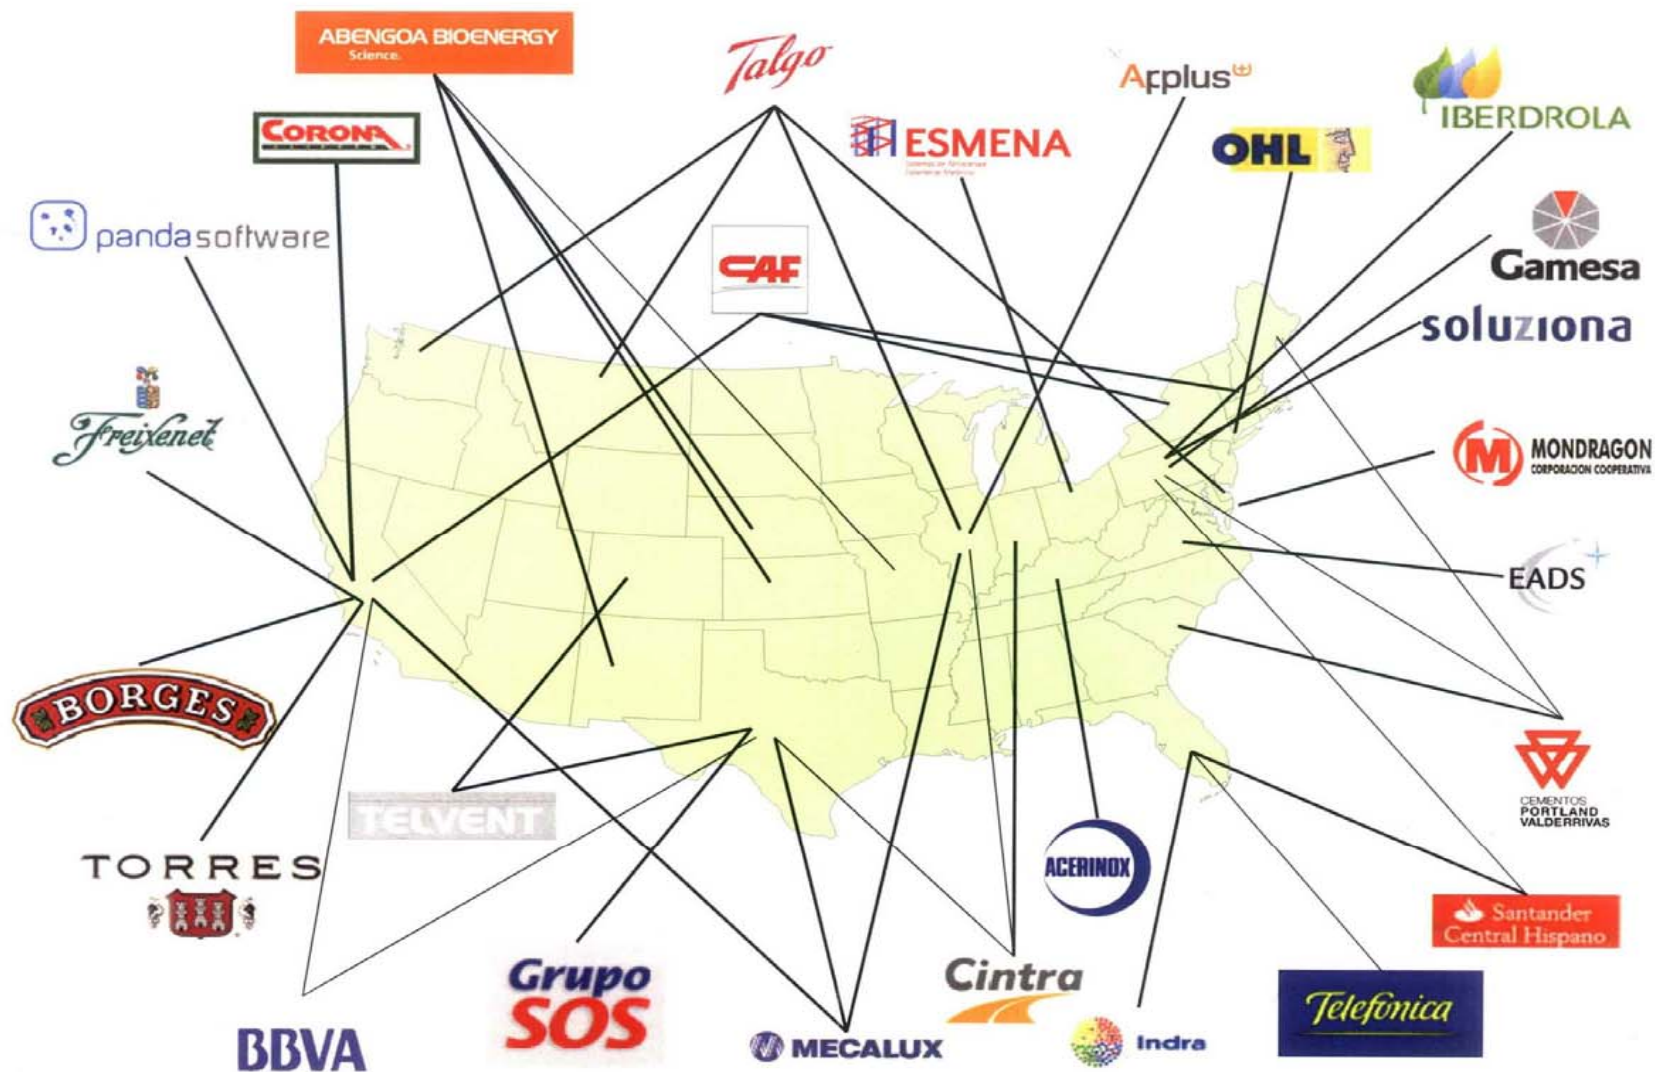 ABENGOA BIOENERGY
Science.
Talgo
Applus+
IBERDROLA
CORONA
ESMENA
OHL
pandasoftware
CAF
Gamesa
soluziona
Freixenet
MONDRAGON
CORPORACION COOPERATIVA
EADS
BORGES
TELVENT
CEMENTOS
PORTLAND
VALDERRIVAS
TORRES
ACERINOX
Santander
Central Hispano
Grupo
SOS
Cintra
Telefónica
BBVA
MECALUX
Indra